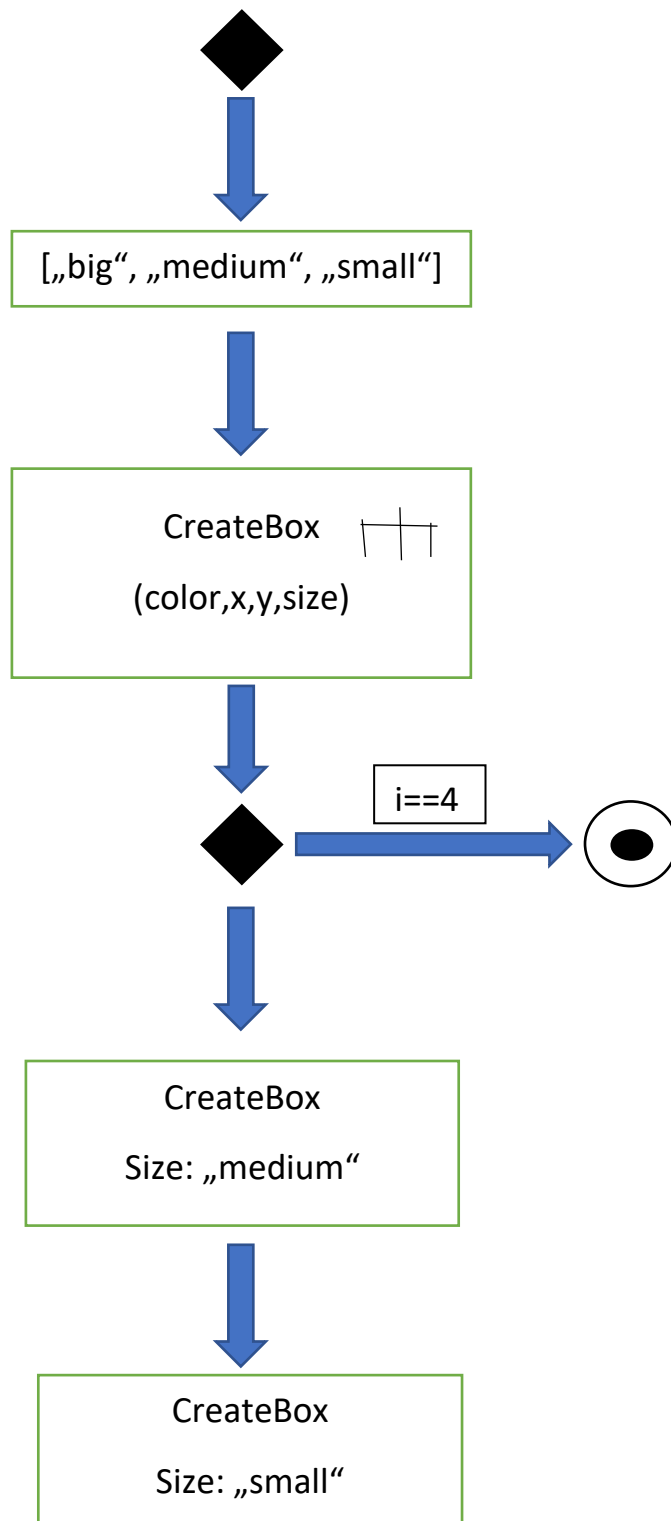 [„big“, „medium“, „small“]
CreateBox
(color,x,y,size)
i==4
CreateBox
Size: „medium“
CreateBox
Size: „small“